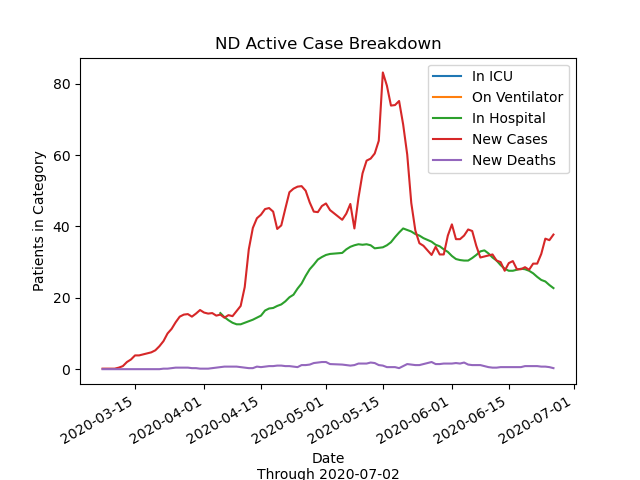 ND Active Case Breakdown
In ICU
On Ventilator
In Hospital
New Cases
New Deaths
Patients in Category
80
60
40
20
0
2020-03-15
2020-04-01
2020-04-15
2020-05-01
2020-05-15
2020-06-01
2020-06-15
2020-07-01
Date
Through 2020-07-02